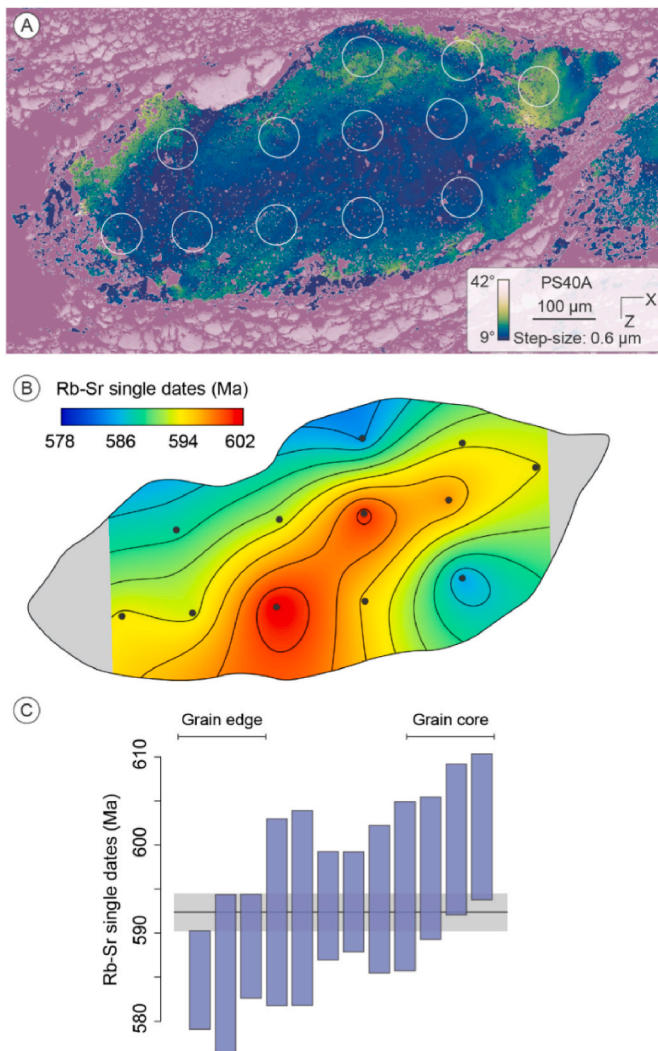 A
42°
PS40A
100 µm
X
Z
9°
Step-size: 0.6 µm
B
Rb-Sr single dates (Ma)
578 586 594 602
C
Grain edge
Grain core
610
600
590
580
Rb-Sr single dates (Ma)